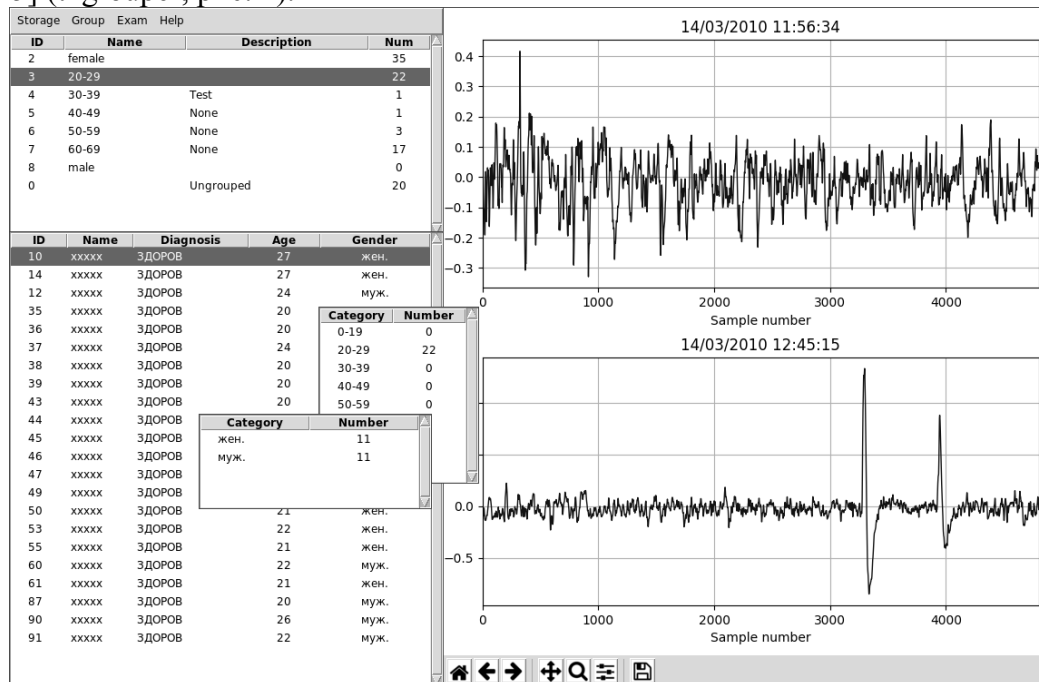 Storage Group Exam Help
ID Name Description Num
2 female 35
3 20-29 22
4 30-39 Test 1
5 40-49 None 1
6 50-59 None 3
7 60-69 None 17
8 male 0
0 Ungrouped 20
ID Name Diagnosis Age Gender
10 xxxxx ЗДОРОВ 27 жен.
14 xxxxx ЗДОРОВ 27 жен.
12 xxxxx ЗДОРОВ 24 муж.
35 xxxxx ЗДОРОВ 20
36 xxxxx ЗДОРОВ 20
37 xxxxx ЗДОРОВ 24
38 xxxxx ЗДОРОВ 20
39 xxxxx ЗДОРОВ 20
43 xxxxx ЗДОРОВ 20
44 xxxxx ЗДОРОВ
45 xxxxx ЗДОРОВ
46 xxxxx ЗДОРОВ
47 xxxxx ЗДОРОВ
49 xxxxx ЗДОРОВ
50 xxxxx ЗДОРОВ 21 жен.
53 xxxxx ЗДОРОВ 22 жен.
55 xxxxx ЗДОРОВ 21 жен.
60 xxxxx ЗДОРОВ 22 муж.
61 xxxxx ЗДОРОВ 21 жен.
87 xxxxx ЗДОРОВ 20 муж.
90 xxxxx ЗДОРОВ 26 муж.
91 xxxxx ЗДОРОВ 22 муж.
Category Number
0-19 0
20-29 22
30-39 0
40-49 0
50-59 0
Category Number
жен. 11
муж. 11
14/03/2010 11:56:34
0.4
0.3
0.2
0.1
0.0
−0.1
−0.2
−0.3
0 1000 2000 3000 4000
Sample number
14/03/2010 12:45:15
0.0
−0.5
0 1000 2000 3000 4000
Sample number